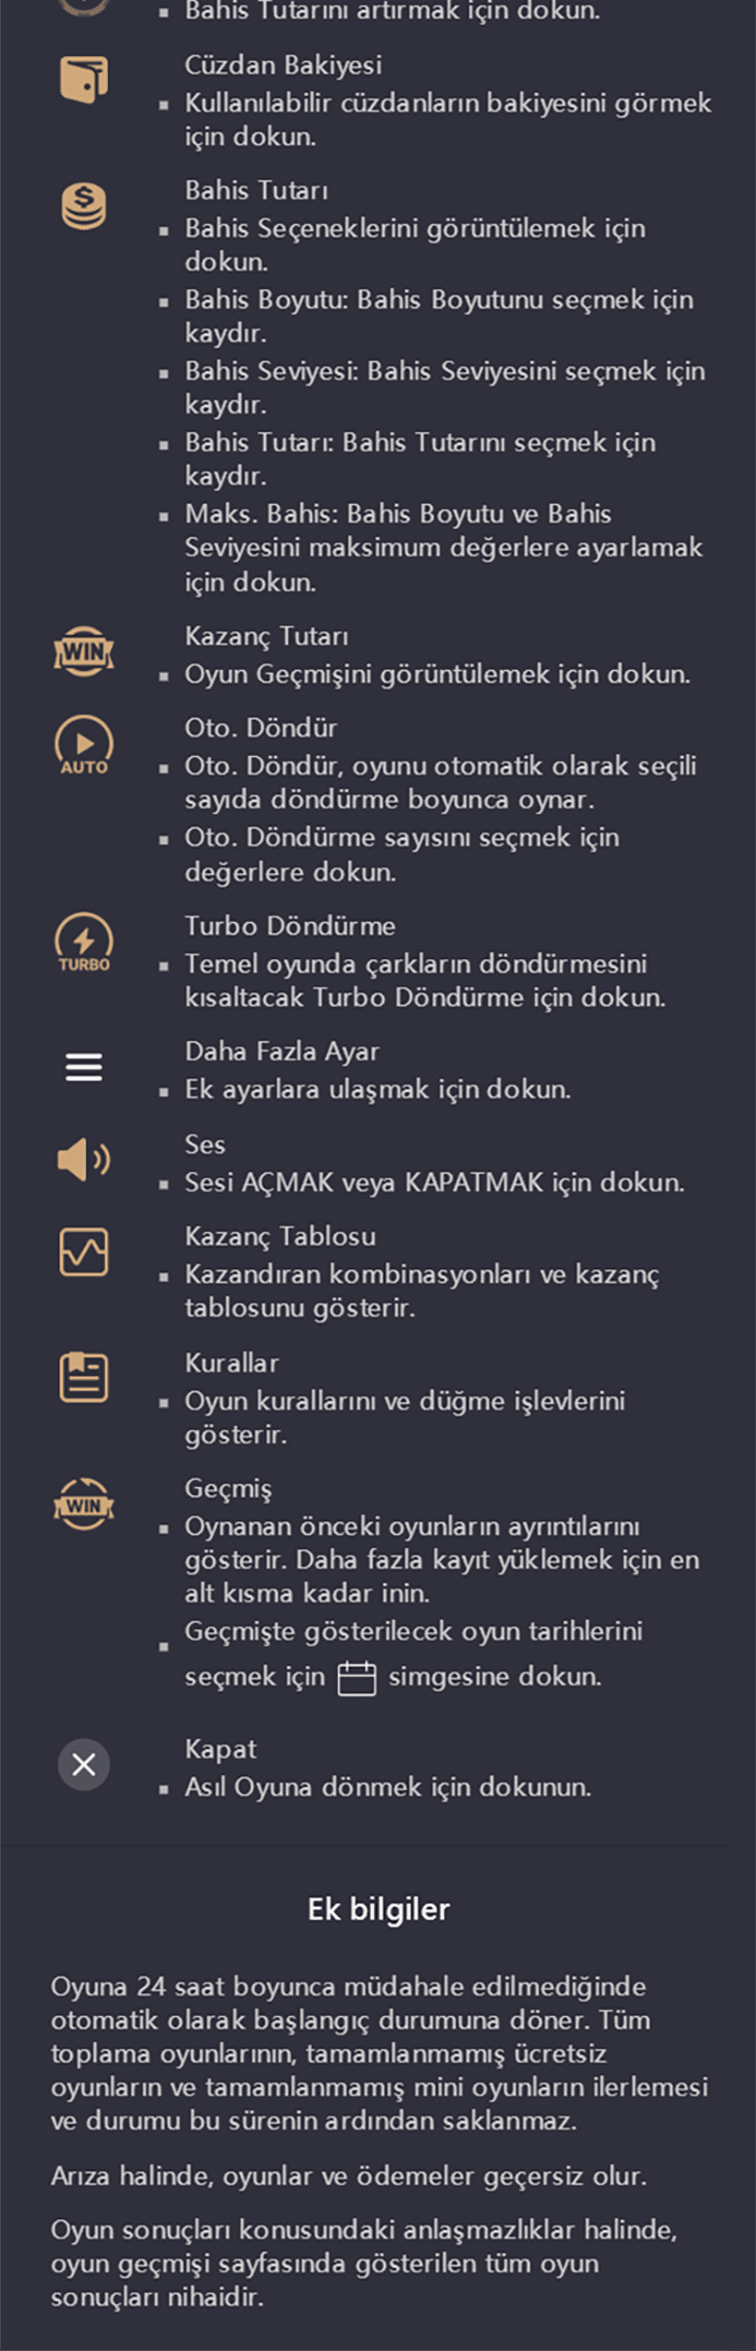 Bahis Tutarını artırmak için dokun.
Cüzdan Bakiyesi
Kullanılabilir cüzdanların bakiyesini görmek
için dokun.
Bahis Tutarı
Bahis Seçeneklerini görüntülemek için
dokun.
Bahis Boyutu: Bahis Boyutunu seçmek için
kaydır.
Bahis Seviyesi: Bahis Seviyesini seçmek için
kaydır.
Bahis Tutarı: Bahis Tutarını seçmek için
kaydır.
Maks. Bahis: Bahis Boyutu ve Bahis
Seviyesini maksimum değerlere ayarlamak
için dokun.
WIN
Kazanç Tutarı
Oyun Geçmişini görüntülemek için dokun.
AUTO
Oto. Döndür
Oto. Döndür, oyunu otomatik olarak seçili
sayıda döndürme boyunca oynar.
Oto. Döndürme sayısını seçmek için
değerlere dokun.
TURBO
Turbo Döndürme
Temel oyunda çarkların döndürmesini
kısaltacak Turbo Döndürme için dokun.
Daha Fazla Ayar
Ek ayarlara ulaşmak için dokun.
Ses
Sesi AÇMAK veya KAPATMAK için dokun.
Kazanç Tablosu
Kazandıran kombinasyonları ve kazanç
tablosunu gösterir.
Kurallar
Oyun kurallarını ve düğme işlevlerini
gösterir.
WIN
Geçmiş
Oynanan önceki oyunların ayrıntılarını
gösterir. Daha fazla kayıt yüklemek için en
alt kısma kadar inin.
Geçmişte gösterilecek oyun tarihlerini
seçmek için simgesine dokun.
Kapat
Asıl Oyuna dönmek için dokunun.
Ek bilgiler
Oyuna 24 saat boyunca müdahale edilmediğinde
otomatik olarak başlangıç durumuna döner. Tüm
toplama oyunlarının, tamamlanmamış ücretsiz
oyunların ve tamamlanmamış mini oyunların ilerlemesi
ve durumu bu sürenin ardından saklanmaz.
Arıza halinde, oyunlar ve ödemeler geçersiz olur.
Oyun sonuçları konusundaki anlaşmazlıklar halinde,
oyun geçmişi sayfasında gösterilen tüm oyun
sonuçları nihaidir.